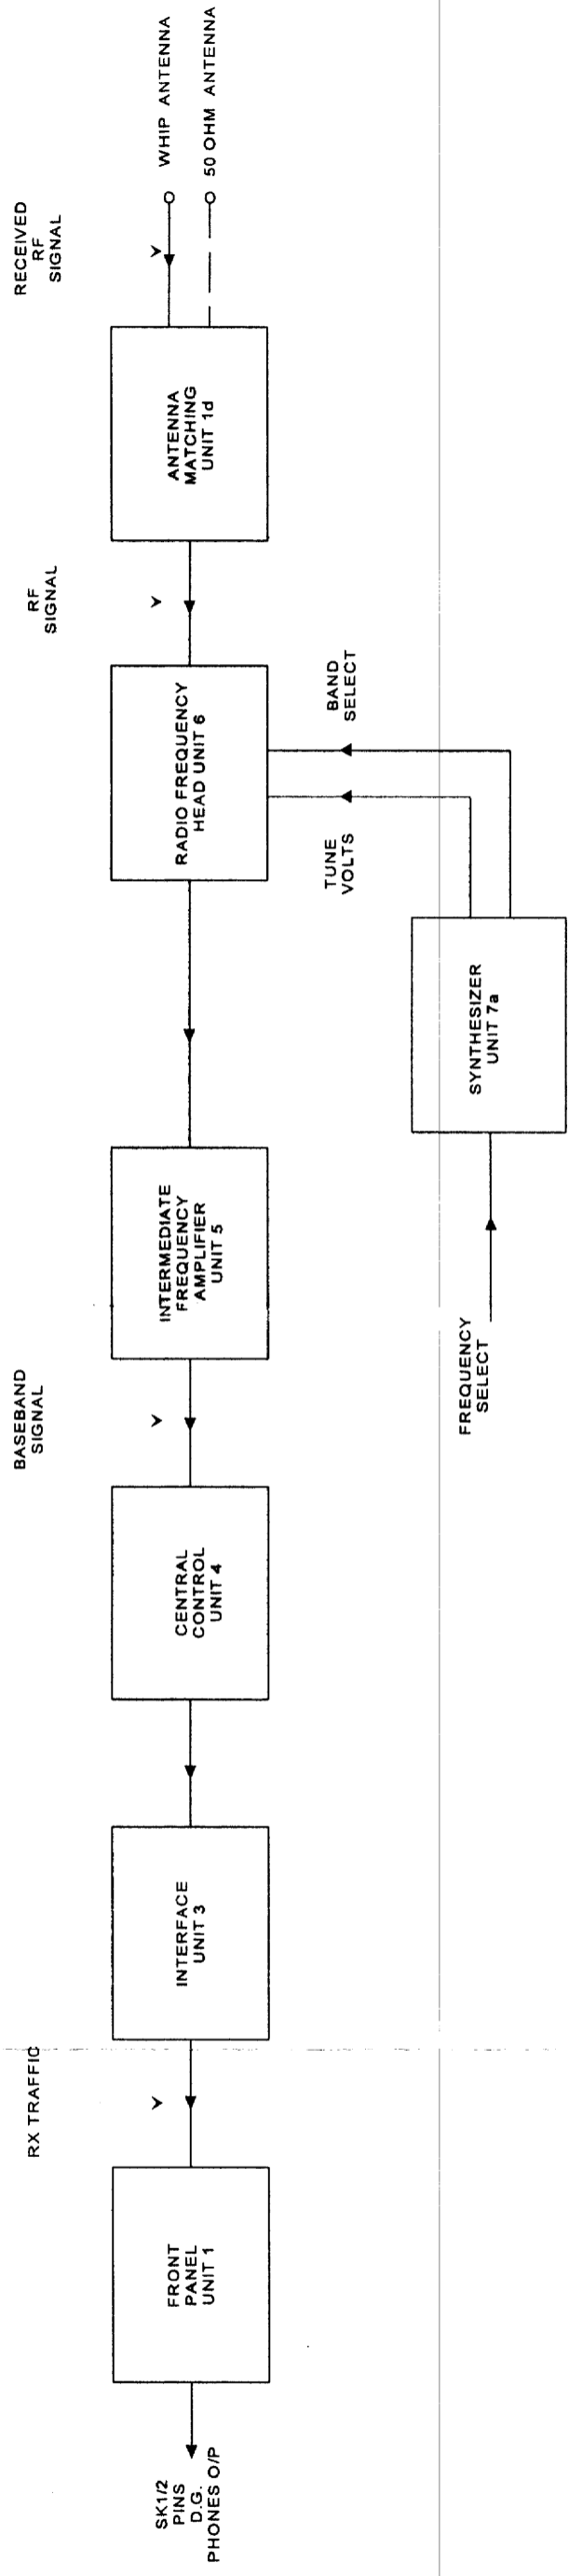 RECEIVED
RF
SIGNAL
WHIP ANTENNA
50 OHM ANTENNA
ANTENNA
MATCHING
UNIT 1d
RF
SIGNAL
RADIO FREQUENCY
HEAD UNIT 6
BAND
SELECT
TUNE
VOLTS
SYNTHESIZER
UNIT 7a
FREQUENCY
SELECT
INTERMEDIATE
FREQUENCY
AMPLIFIER
UNIT 5
BASEBAND
SIGNAL
CENTRAL
CONTROL
UNIT 4
INTERFACE
UNIT 3
RX TRAFFIC
FRONT
PANEL
UNIT 1
SK1/2
PINS
D.G.
PHONES O/P